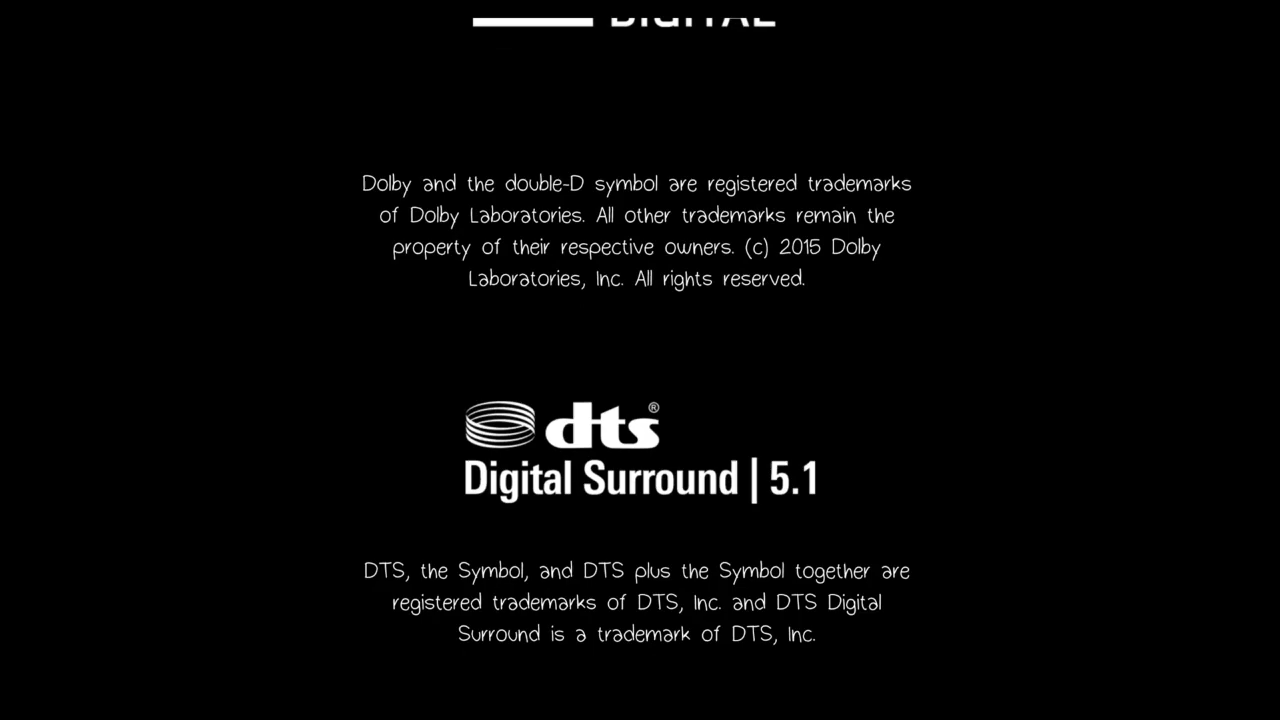 DIGITAL
Dolby and the double-D symbol are registered trademarks
of Dolby Laboratories. All other trademarks remain the
property of their respective owners. (c) 2015 Dolby
Laboratories, Inc. All rights reserved.
dts®
Digital Surround | 5.1
DTS, the Symbol, and DTS plus the Symbol together are
registered trademarks of DTS, Inc. and DTS Digital
Surround is a trademark of DTS, Inc.